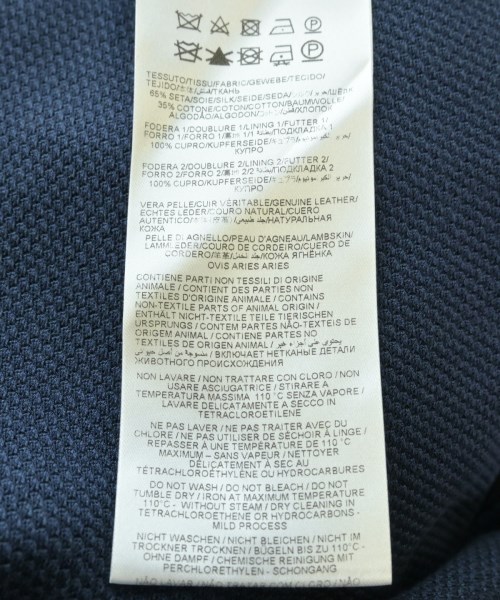 TESSUTO/TISSU/FABRIC/GEWEBE/TECIDO/
TEJIDO/ТКАНЬ
65% SETA/SOIE/SILK/SEIDE/SEDA/
35% COTONE/COTON/COTTON/BAUMWOLLE/
ALGODÃO/ALGODON/ХЛОПОК
FODERA 1/DOUBLURE 1/LINING 1/FUTTER 1/
FORRO 1/FORRO 1/ПОДКЛАДКА 1
100% CUPRO/KUPFERSEIDE/
КУПРО
FODERA 2/DOUBLURE 2/LINING 2/FUTTER 2/
FORRO 2/FORRO 2/ПОДКЛАДКА 2
100% CUPRO/KUPFERSEIDE/
КУПРО
VERA PELLE/CUIR VÉRITABLE/GENUINE LEATHER/
ECHTES LEDER/COURO NATURAL/CUERO
AUTENTICO/НАТУРАЛЬНАЯ
КОЖА
PELLE DI AGNELLO/PEAU D'AGNEAU/LAMBSKIN/
LAMMLEDER/COURO DE CORDEIRO/CUERO DE
CORDERO/КОЖА ЯГНЁНКА
OVIS ARIES ARIES
CONTIENE PARTI NON TESSILI DI ORIGINE
ANIMALE / CONTIENT DES PARTIES NON
TEXTILES D'ORIGINE ANIMALE / CONTAINS
NON-TEXTILE PARTS OF ANIMAL ORIGIN /
ENTHÄLT NICHT-TEXTILE TEILE TIERISCHEN
URSPRUNGS / CONTEM PARTES NÃO-TEXTEIS DE
ORIGEM ANIMAL / CONTIENE PARTES NO
TEXTILES DE ORIGEN ANIMAL /
/ ВКЛЮЧАЕТ НЕТКАНЫЕ ДЕТАЛИ
ЖИВОТНОГО ПРОИСХОЖДЕНИЯ
NON LAVARE / NON TRATTARE CON CLORO / NON
USARE ASCIUGATRICE / STIRARE A
TEMPERATURA MASSIMA 110°C SENZA VAPORE /
LAVARE DELICATAMENTE A SECCO IN
TETRACLOROETILENE
NE PAS LAVER / NE PAS TRAITER AVEC DU
CHLORE / NE PAS UTILISER DE SÈCHOIR À LINGE /
REPASSER À UNE TEMPÉRATURE DE 110°C
MAXIMUM – SANS VAPEUR / NETTOYER
DÉLICATEMENT À SEC AU
TÉTRACHLOROÉTHYLÈNE OU HYDROCARBURES
DO NOT WASH / DO NOT BLEACH / DO NOT
TUMBLE DRY / IRON AT MAXIMUM TEMPERATURE
110°C - WITHOUT STEAM / DRY CLEANING IN
TETRACHLOROETHENE OR HYDROCARBONS -
MILD PROCESS
NICHT WASCHEN / NICHT BLEICHEN / NICHT IM
TROCKNER TROCKNEN / BÜGELN BIS ZU 110°C -
OHNE DAMPF / CHEMISCHE REINIGUNG MIT
PERCHLORETHYLEN - SCHONGANG